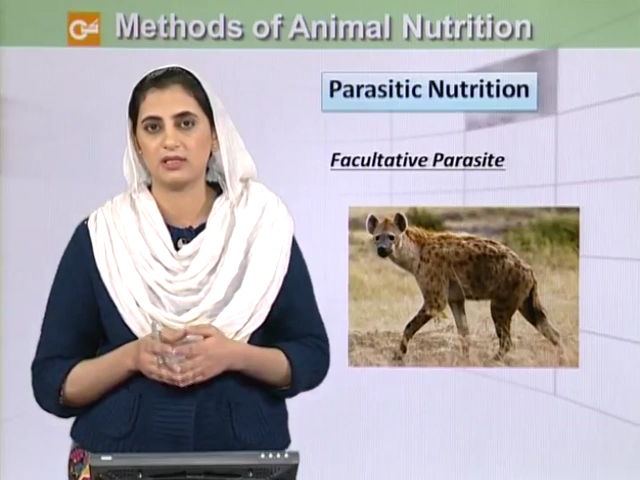 Methods of Animal Nutrition
Parasitic Nutrition
Facultative Parasite